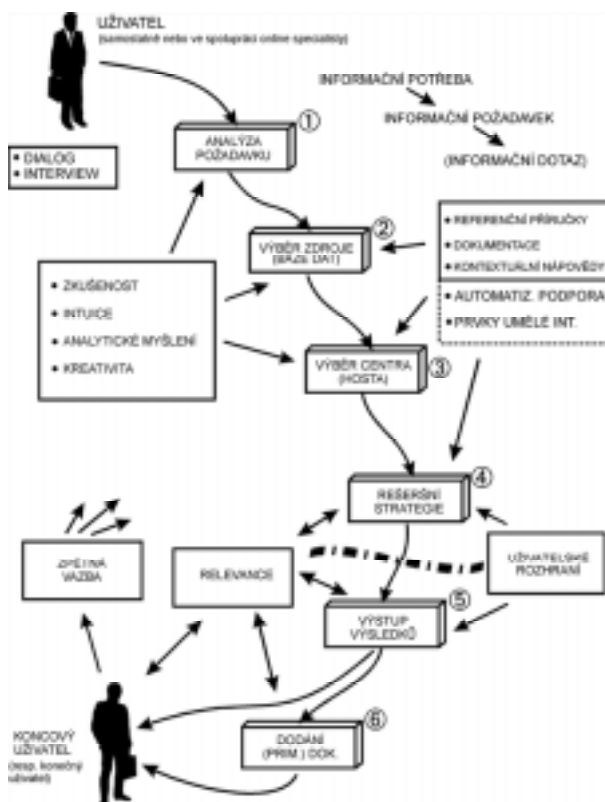 UŽIVATEL
(samostatně nebo ve spolupráci online specialisty)
INFORMAČNÍ POTŘEBA
①
ANALÝZA
POŽADAVKU
INFORMAČNÍ POŽADAVEK
• DIALOG
• INTERVIEW
(INFORMAČNÍ DOTAZ)
②
VÝBĚR ZDROJE
(BÁZE DAT)
• REFERENČNÍ PŘÍRUČKY
• DOKUMENTACE
• KONTEXTUÁLNÍ NÁPOVĚDY
• AUTOMATIZ. PODPORA
• PRVKY UMĚLÉ INT.
• ZKUŠENOST
• INTUICE
• ANALYTICKÉ MYŠLENÍ
• KREATIVITA
③
VÝBĚR CENTRA
(HOSTA)
④
REŠERŠNÍ
STRATEGIE
ZPĚTNÁ
VAZBA
RELEVANCE
UŽIVATELSKÉ
ROZHRANÍ
⑤
VÝSTUP
VÝSLEDKŮ
⑥
DODÁNÍ
(PRIM.) DOK.
KONCOVÝ
UŽIVATEL
(resp. konečný
uživatel)